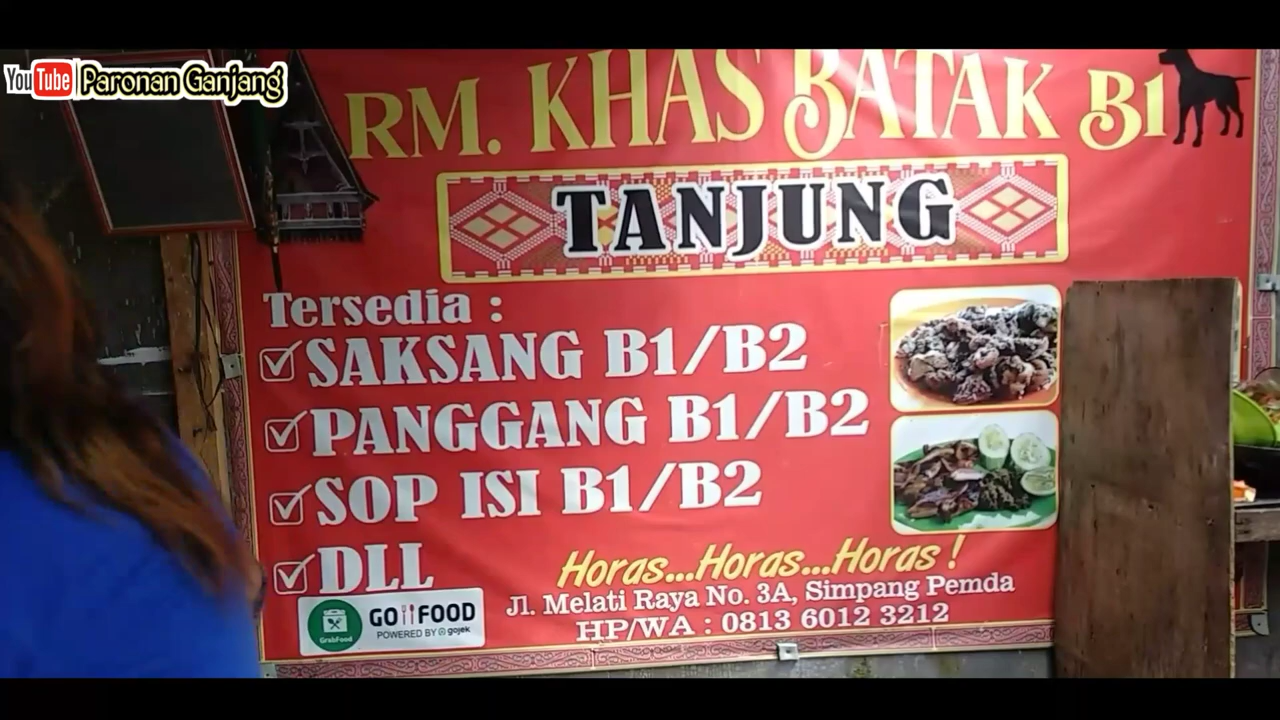 YouTube Paronan Ganjang
RM. KHAS BATAK B1
TANJUNG
Tersedia :
SAKSANG B1/B2
PANGGANG B1/B2
SOP ISI B1/B2
DLL
Horas...Horas...Horas !
Jl. Melati Raya No. 3A, Simpang Pemda
HP/WA : 0813 6012 3212
GrabFood
GO FOOD
POWERED BY gojek